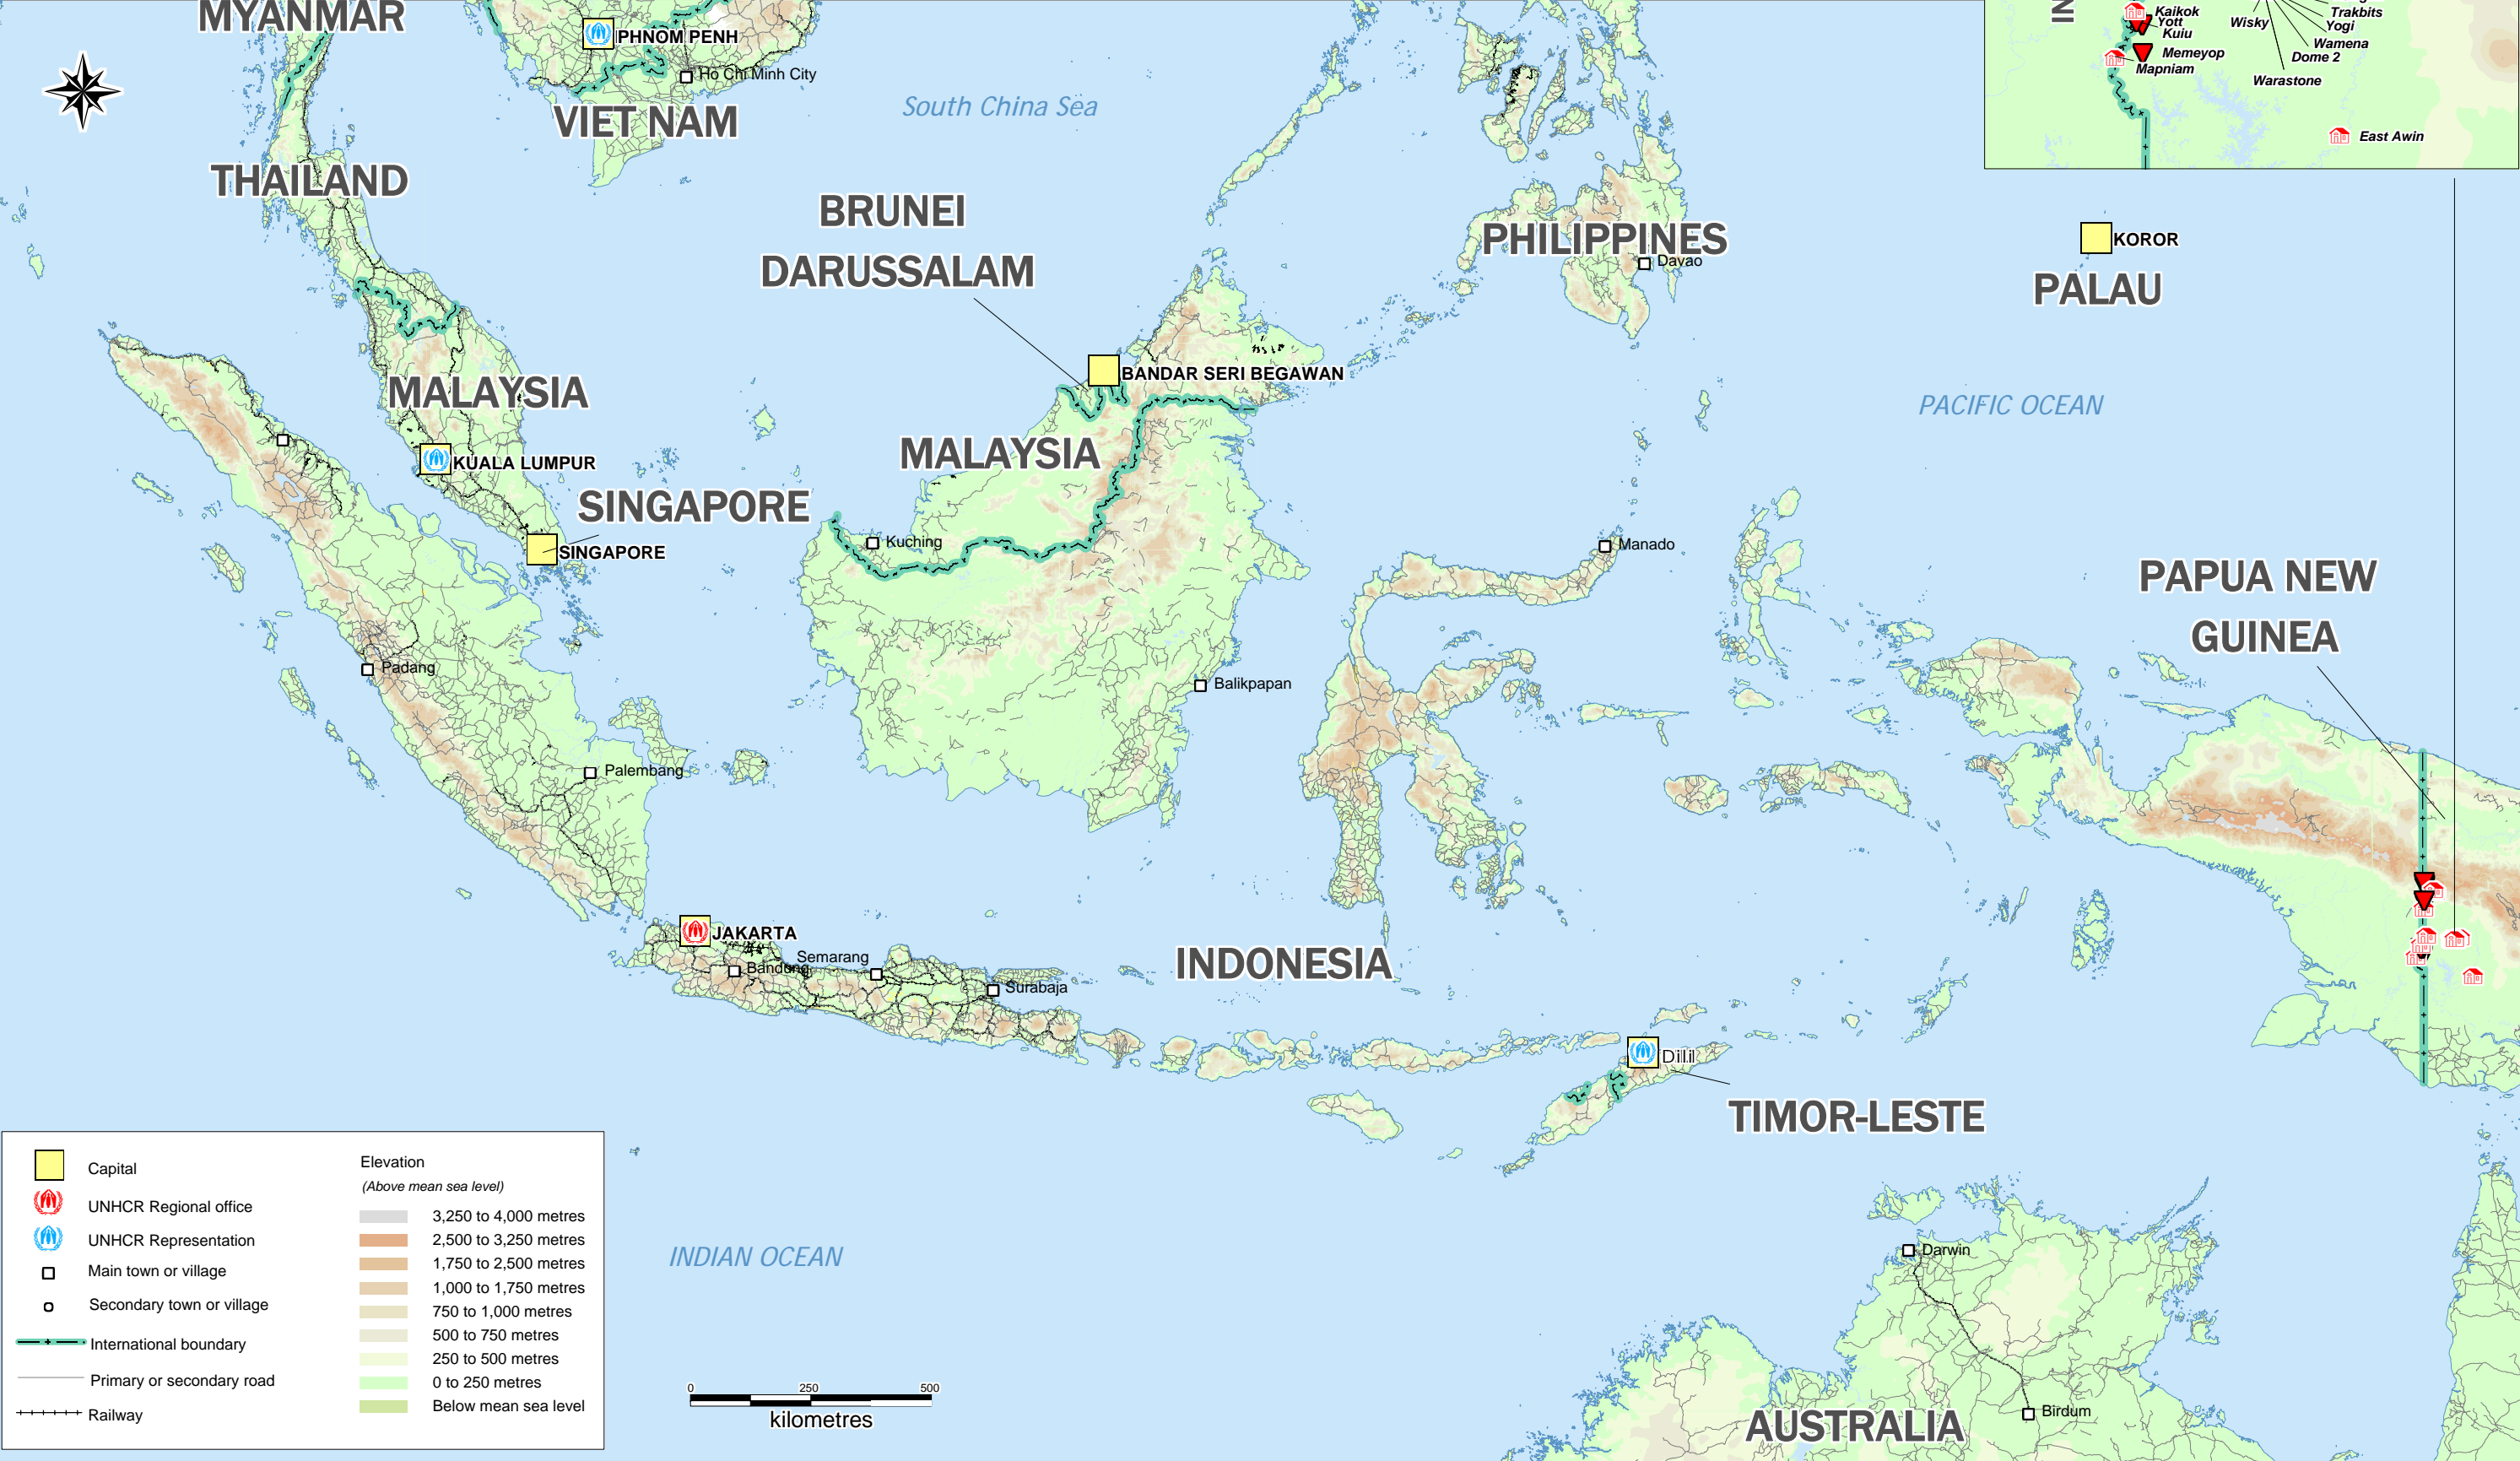 MYANMAR
PHNOM PENH
Ho Chi Minh City
VIET NAM
South China Sea
THAILAND
BRUNEI
DARUSSALAM
PHILIPPINES
Davao
KOROR
PALAU
Kaikok
Yott
Kuiu
Memeyop
Mapniam
Wisky
Trakbits
Yogi
Wamena
Dome 2
Warastone
East Awin
MALAYSIA
BANDAR SERI BEGAWAN
PACIFIC OCEAN
KUALA LUMPUR
MALAYSIA
SINGAPORE
SINGAPORE
Kuching
Manado
PAPUA NEW
GUINEA
Padang
Balikpapan
Palembang
JAKARTA
Bandung
Semarang
Surabaja
INDONESIA
Dili
TIMOR-LESTE
INDIAN OCEAN
Darwin
Birdum
AUSTRALIA
Capital
UNHCR Regional office
UNHCR Representation
Main town or village
Secondary town or village
International boundary
Primary or secondary road
Railway
Elevation
(Above mean sea level)
3,250 to 4,000 metres
2,500 to 3,250 metres
1,750 to 2,500 metres
1,000 to 1,750 metres
750 to 1,000 metres
500 to 750 metres
250 to 500 metres
0 to 250 metres
Below mean sea level
0 250 500
kilometres